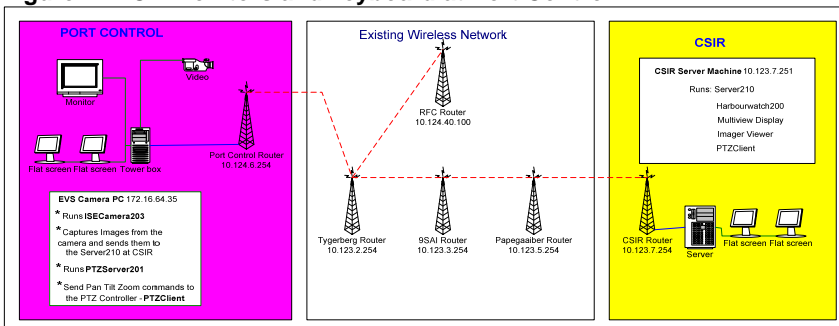 PORT CONTROL
Video
Monitor
Flat screen Flat screen Tower box
Port Control Router
10.124.6.254
EVS Camera PC 172.16.64.35
* Runs ISECamera203
* Captures Images from the
camera and sends them to
the Server210 at CSIR
* Runs PTZServer201
* Send Pan Tilt Zoom commands to
the PTZ Controller - PTZClient
Existing Wireless Network
RFC Router
10.124.40.100
Tygerberg Router
10.123.2.254
9SAI Router
10.123.3.254
Papegaaiber Router
10.123.5.254
CSIR
CSIR Server Machine 10.123.7.251
Runs: Server210
Harbourwatch200
Multiview Display
Imager Viewer
PTZClient
CSIR Router
10.123.7.254
Server
Flat screen Flat screen